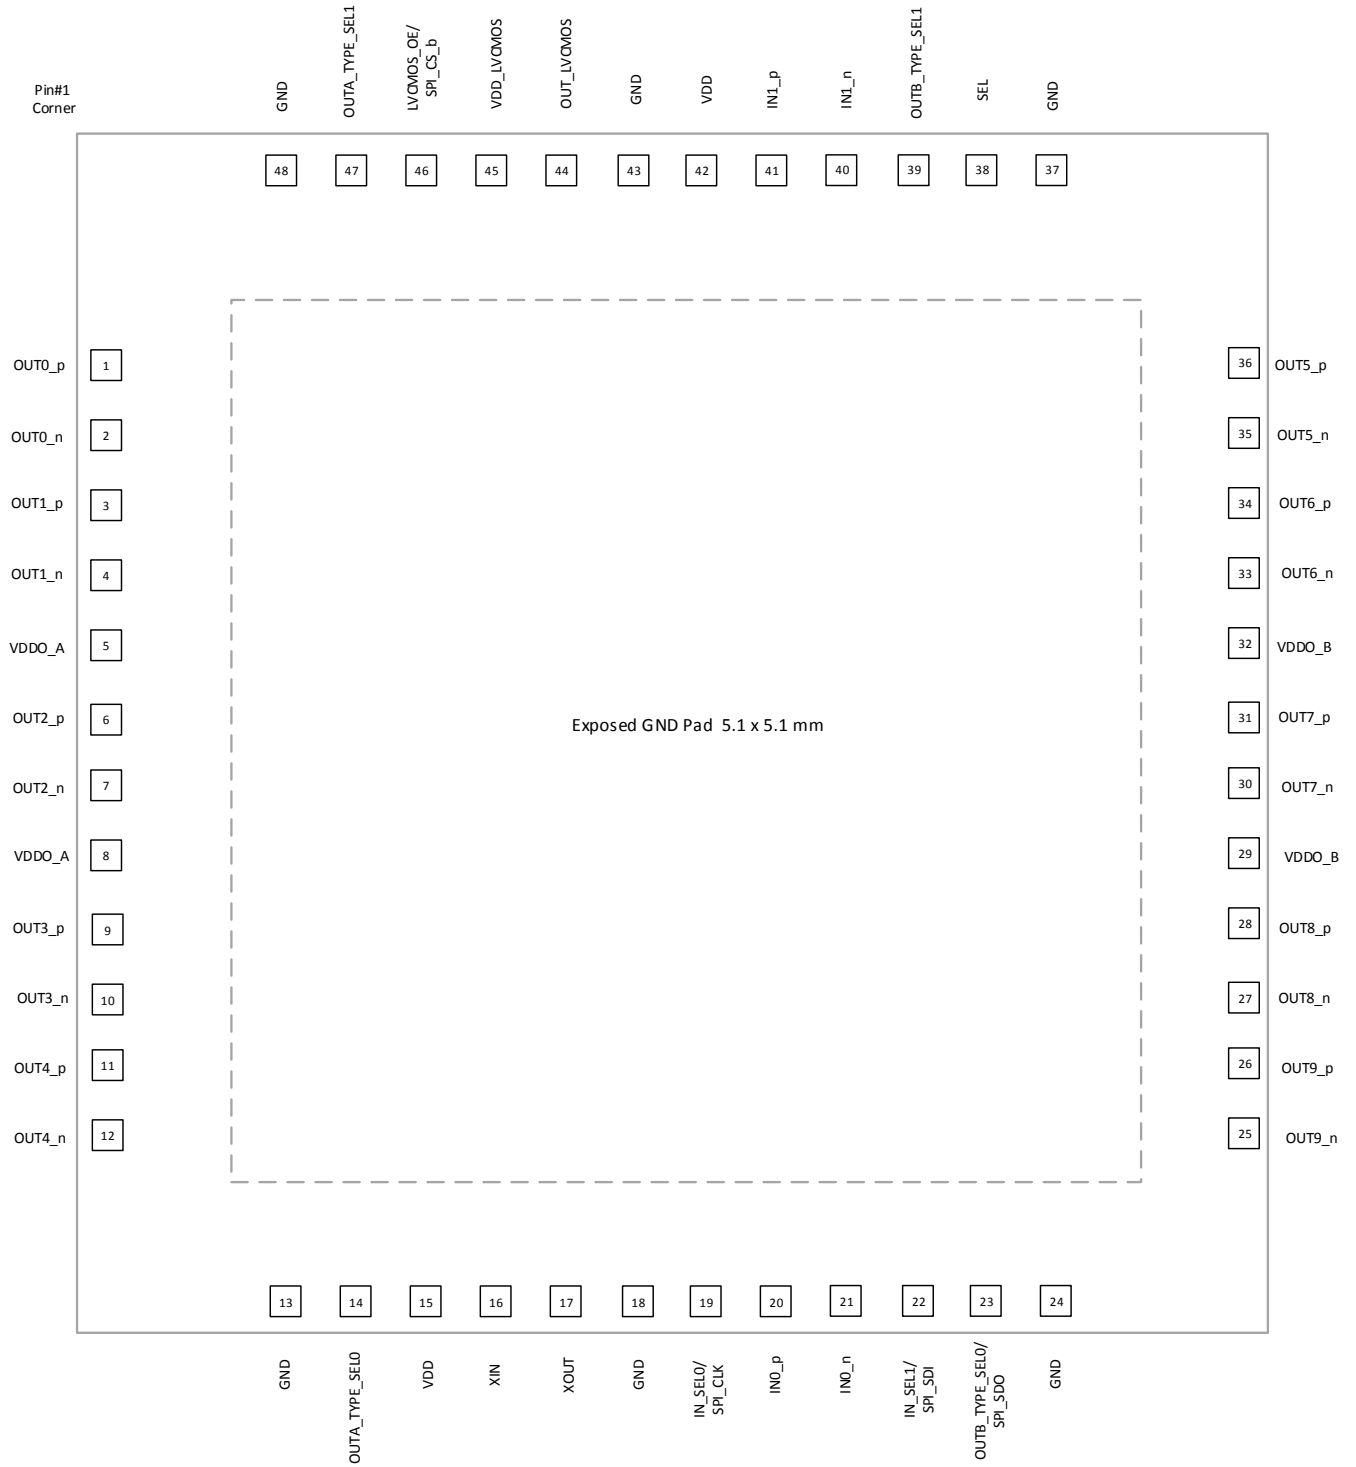 Pin#1
Corner
GND
OUTA_TYPE_SEL1
LVCMOS_OE/
SPI_CS_b
VDD_LVCMOS
OUT_LVCMOS
GND
VDD
IN1_p
IN1_n
OUTB_TYPE_SEL1
SEL
GND
48
47
46
45
44
43
42
41
40
39
38
37
OUT0_p
1
36
OUT5_p
OUT0_n
2
35
OUT5_n
OUT1_p
3
34
OUT6_p
OUT1_n
4
33
OUT6_n
VDDO_A
5
32
VDDO_B
OUT2_p
6
Exposed GND Pad 5.1 x 5.1 mm
31
OUT7_p
OUT2_n
7
30
OUT7_n
VDDO_A
8
29
VDDO_B
OUT3_p
9
28
OUT8_p
OUT3_n
10
27
OUT8_n
OUT4_p
11
26
OUT9_p
OUT4_n
12
25
OUT9_n
13
14
15
16
17
18
19
20
21
22
23
24
GND
OUTA_TYPE_SEL0
VDD
XIN
XOUT
GND
IN_SEL0/
SPI_CLK
IN0_p
IN0_n
IN_SEL1/
SPI_SDI
OUTB_TYPE_SEL0/
SPI_SDO
GND